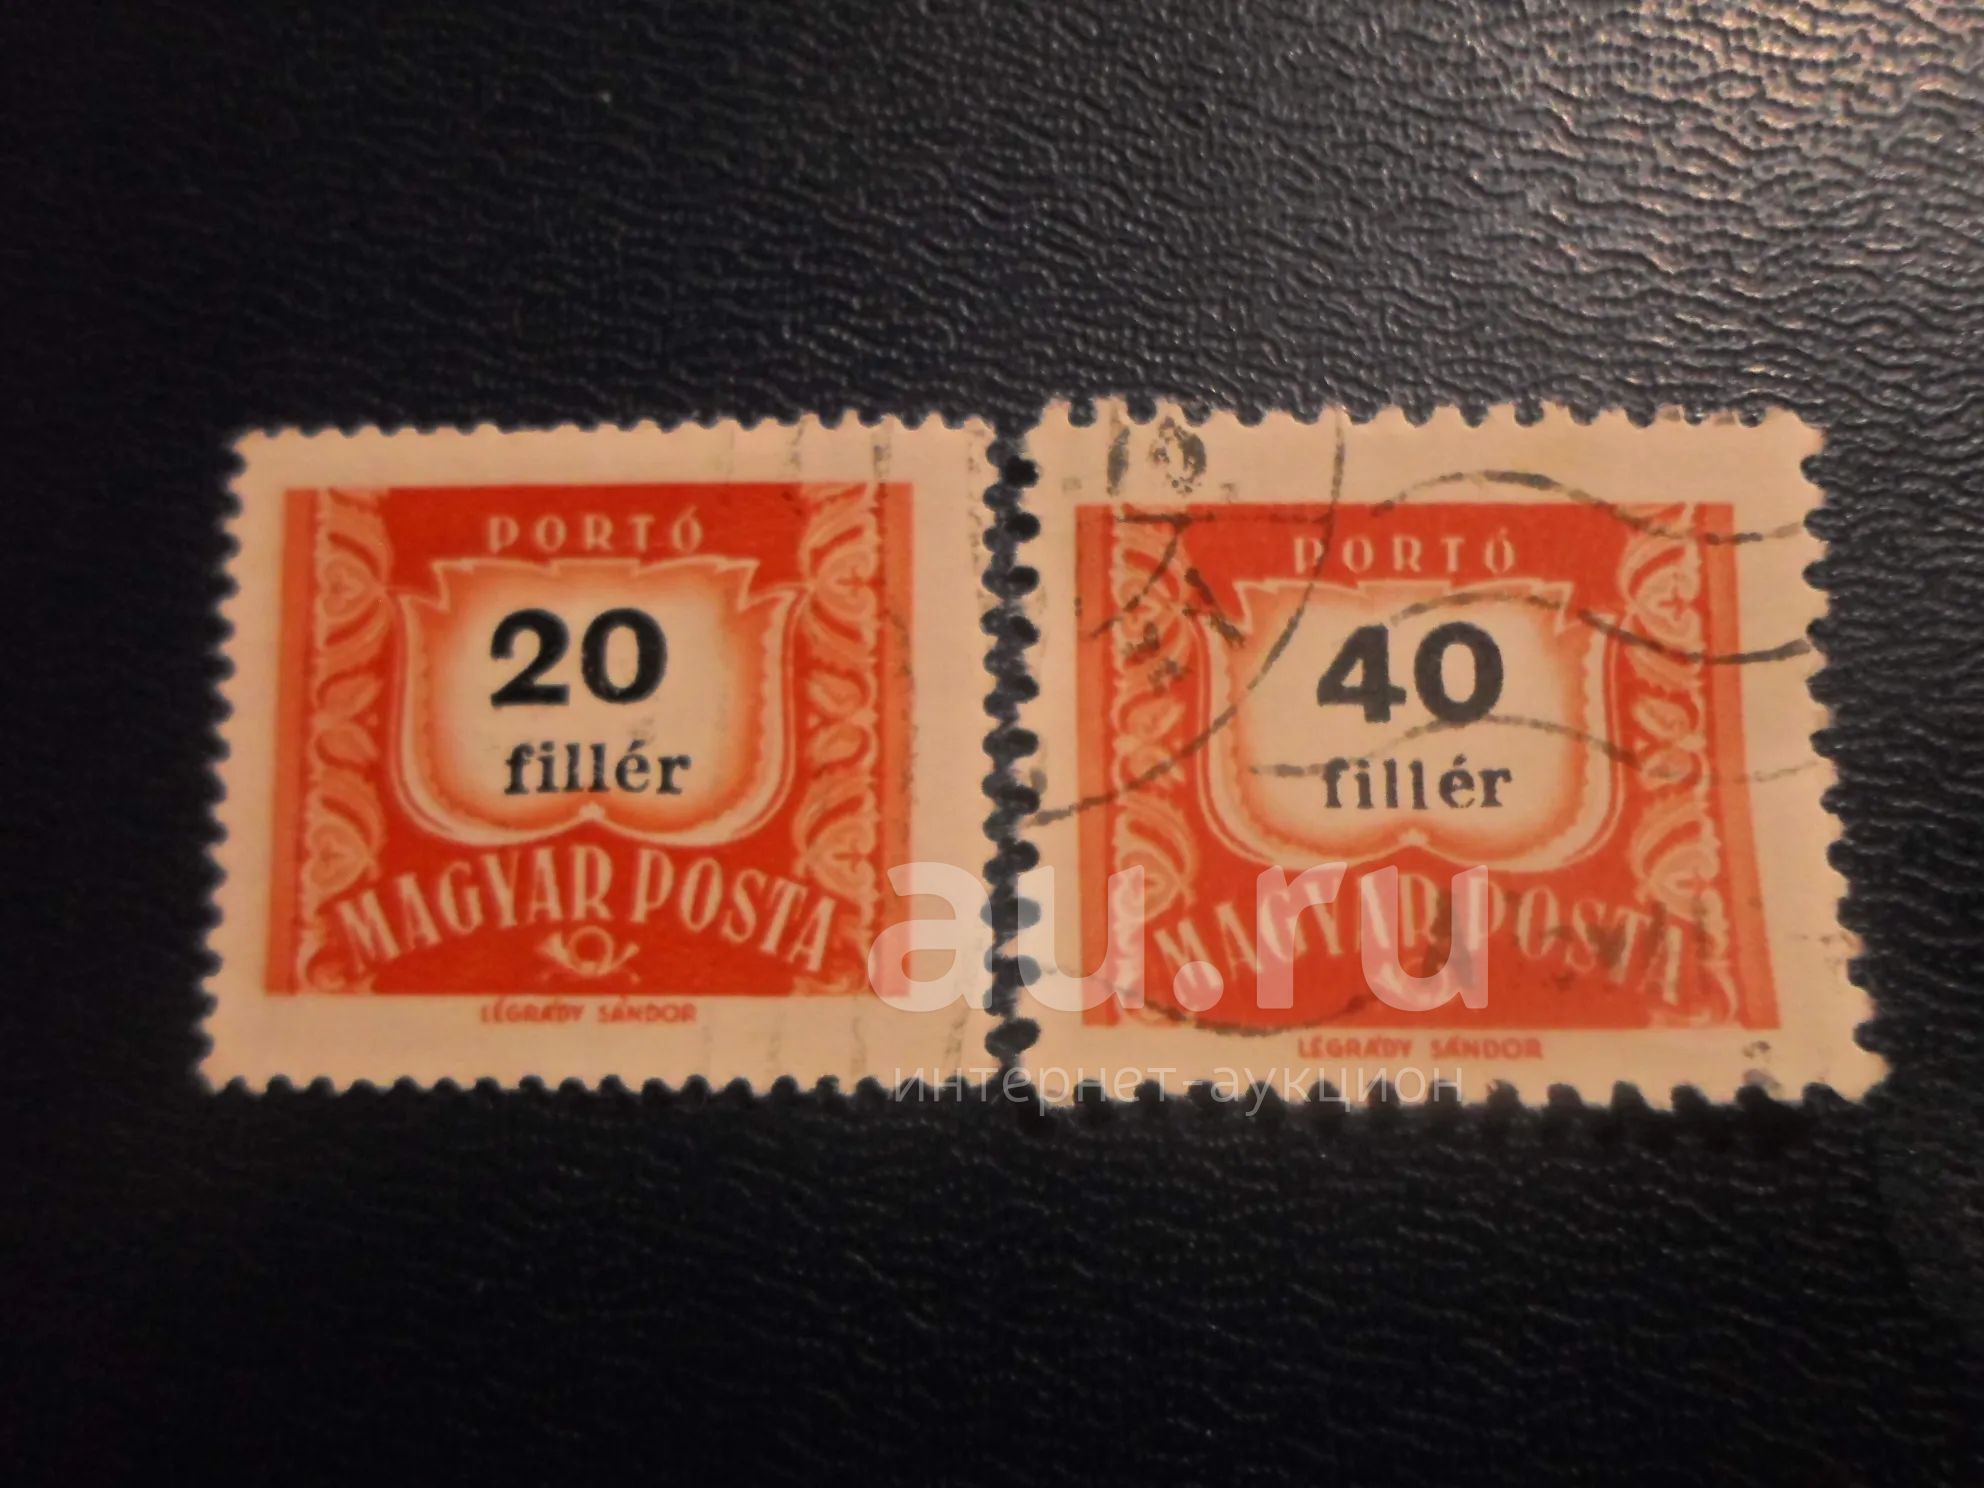 PORTÓ
20
fillér
MAGYAR POSTA
LÉGRÁDY SÁNDOR
PORTÓ
40
fillér
MAGYAR POSTA
LÉGRÁDY SÁNDOR
au.ru
интернет-аукцион